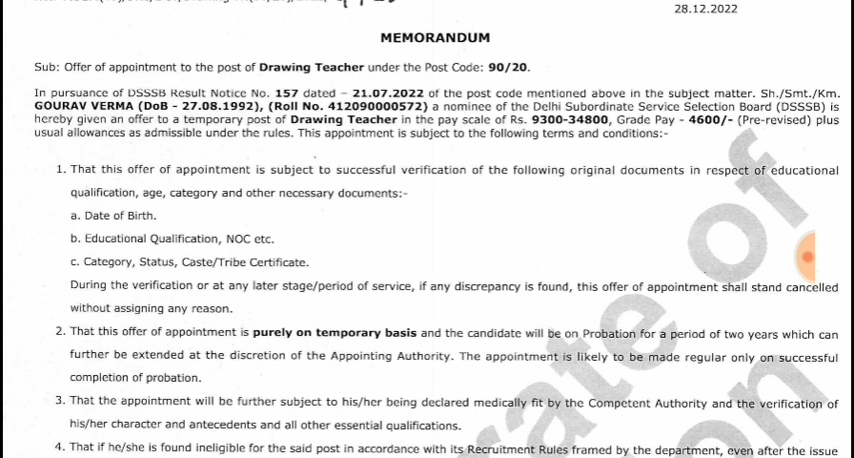 28.12.2022
MEMORANDUM
Sub: Offer of appointment to the post of Drawing Teacher under the Post Code: 90/20.
In pursuance of DSSSB Result Notice No. 157 dated – 21.07.2022 of the post code mentioned above in the subject matter. Sh./Smt./Km.
GOURAV VERMA (DoB - 27.08.1992), (Roll No. 412090000572) a nominee of the Delhi Subordinate Service Selection Board (DSSSB) is
hereby given an offer to a temporary post of Drawing Teacher in the pay scale of Rs. 9300-34800, Grade Pay - 4600/- (Pre-revised) plus
usual allowances as admissible under the rules. This appointment is subject to the following terms and conditions:-
1. That this offer of appointment is subject to successful verification of the following original documents in respect of educational
qualification, age, category and other necessary documents:-
a. Date of Birth.
b. Educational Qualification, NOC etc.
c. Category, Status, Caste/Tribe Certificate.
During the verification or at any later stage/period of service, if any discrepancy is found, this offer of appointment shall stand cancelled
without assigning any reason.
2. That this offer of appointment is purely on temporary basis and the candidate will be on Probation for a period of two years which can
further be extended at the discretion of the Appointing Authority. The appointment is likely to be made regular only on successful
completion of probation.
3. That the appointment will be further subject to his/her being declared medically fit by the Competent Authority and the verification of
his/her character and antecedents and all other essential qualifications.
4. That if he/she is found ineligible for the said post in accordance with its Recruitment Rules framed by the department, even after the issue
of